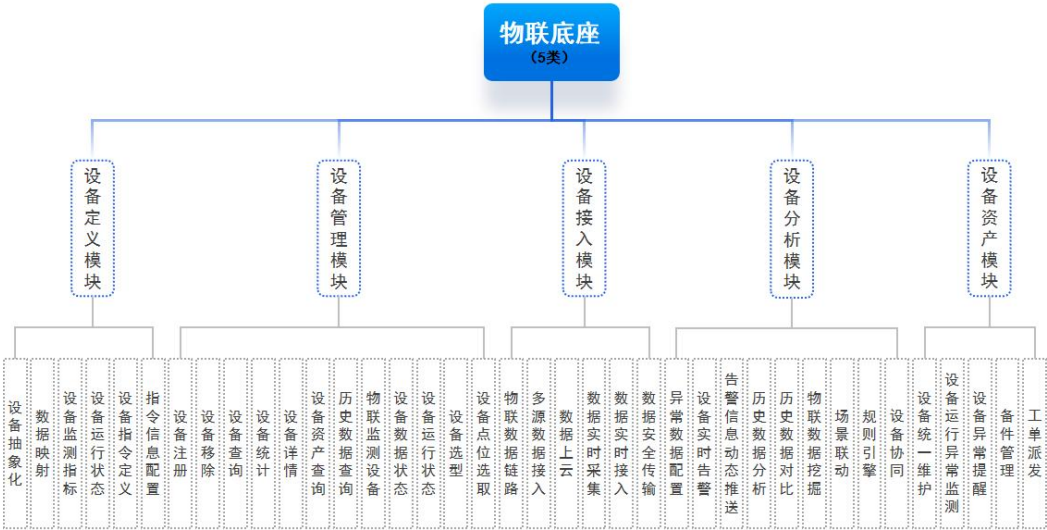 物联底座
（5类）
设备定义模块
设备管理模块
设备接入模块
设备分析模块
设备资产模块
设备抽象化
数据映射
设备监测指标
设备运行状态
设备指令定义
指令信息配置
设备注册
设备移除
设备查询
设备统计
设备详情
设备资产查询
历史数据查询
物联监测设备
设备数据状态
设备运行状态
设备选型
设备点位选取
物联数据链路
多源数据接入
数据上云
数据实时采集
数据实时接入
数据安全传输
异常数据配置
设备实时告警
告警信息动态推送
历史数据分析
历史数据对比
物联数据挖掘
场景联动
规则引擎
设备协同
设备统一维护
设备运行异常监测
设备异常提醒
备件管理
工单派发